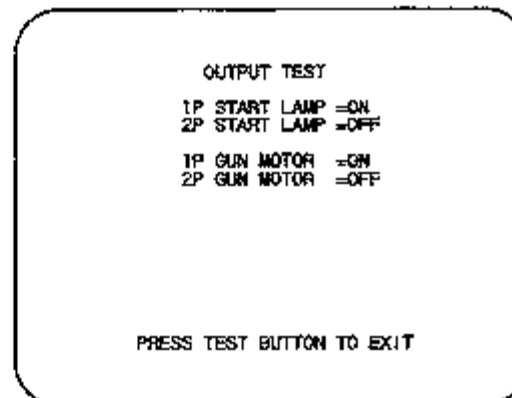 OUTPUT TEST
1P START LAMP =ON
2P START LAMP =OFF
1P GUN MOTOR =ON
2P GUN MOTOR =OFF
PRESS TEST BUTTON TO EXIT